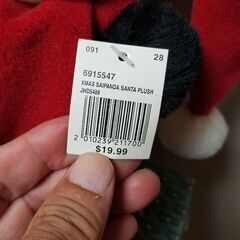 091 28
6915547
XMAS SAIPANDA SANTA PLUSH
JHD5488
2 010239 211700
$19.99